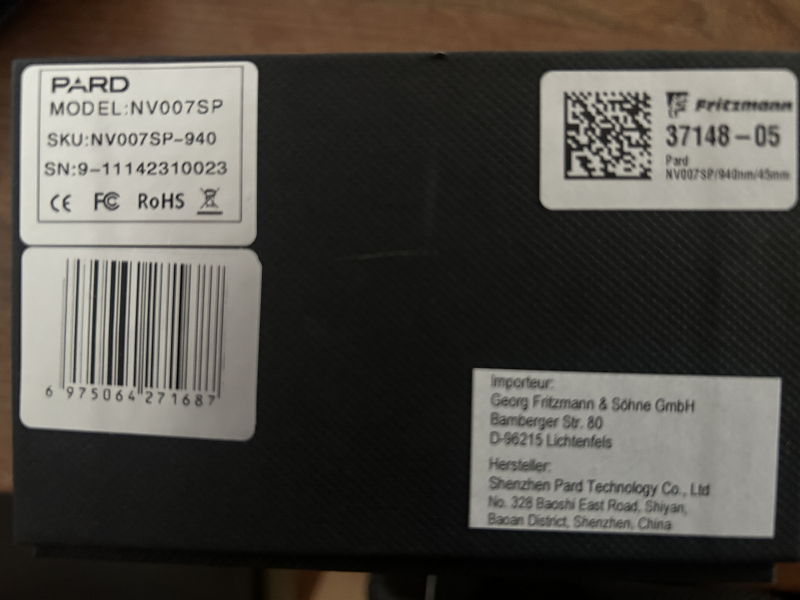 PARD
MODEL:NV007SP
SKU:NV007SP-940
SN:9-11142310023
CE FC RoHS
6 975064 271687
Fritzmann
37148-05
Pard
NV007SP/940nm/45mm
Importeur:
Georg Fritzmann & Söhne GmbH
Bamberger Str. 80
D-96215 Lichtenfels
Hersteller:
Shenzhen Pard Technology Co., Ltd
No. 328 Baoshi East Road, Shiyan,
Baoan District, Shenzhen, China